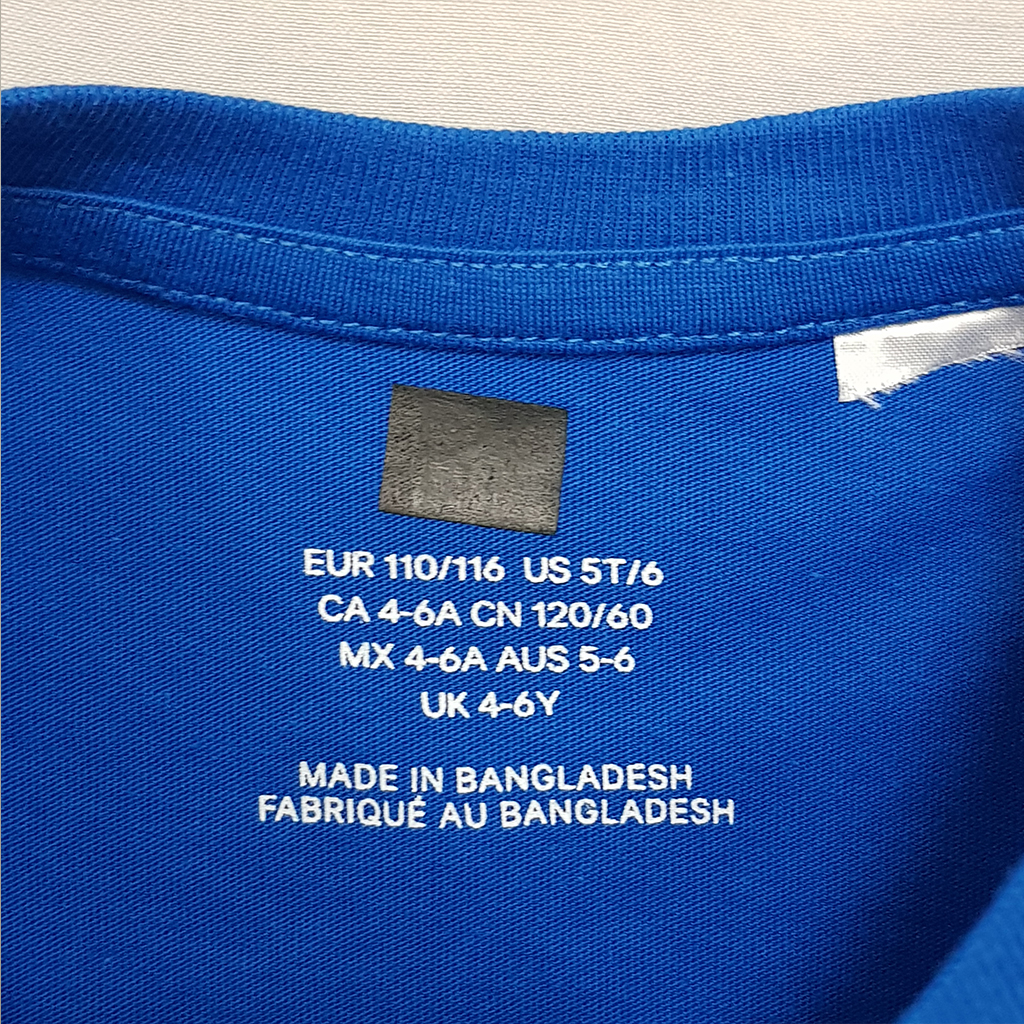 EUR 110/116 US 5T/6
CA 4-6A CN 120/60
MX 4-6A AUS 5-6
UK 4-6Y
MADE IN BANGLADESH
FABRIQUÉ AU BANGLADESH